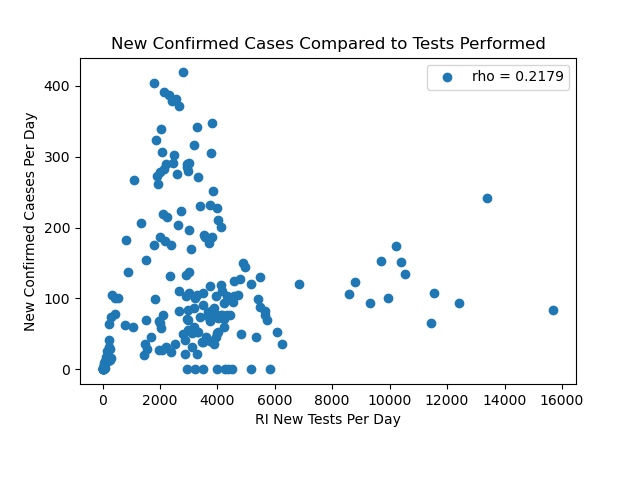 New Confirmed Cases Compared to Tests Performed
rho = 0.2179
New Confirmed Caeses Per Day
400
300
200
100
0
0 2000 4000 6000 8000 10000 12000 14000 16000
RI New Tests Per Day